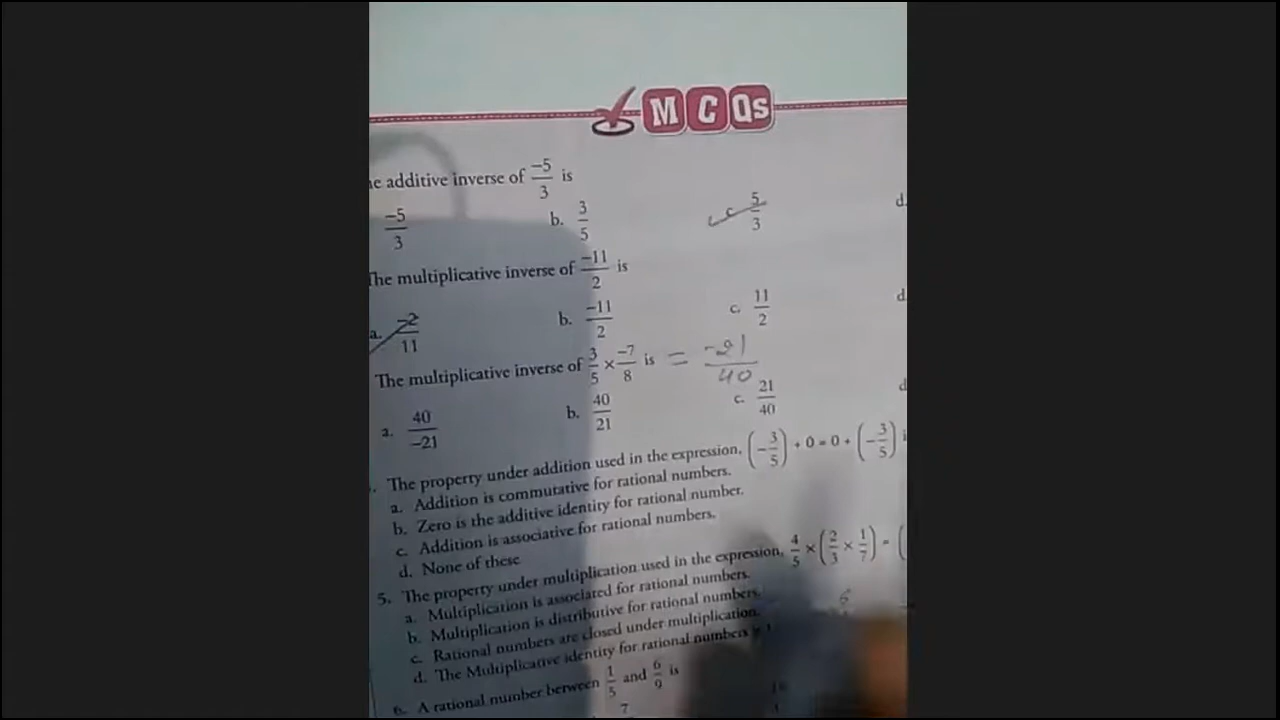 MCQs
additive inverse of -5/3 is
-5/3 b. 3/5 c. 5/3 d.
The multiplicative inverse of -11/2 is
a. -2/11 b. -11/2 c. 11/2 d.
The multiplicative inverse of 3/5 × -7/8 is = -21/40
a. 40/-21 b. 40/21 c. 21/40 d
The property under addition used in the expression, (-3/5) + 0 = 0 + (-3/5)
a. Addition is commutative for rational numbers.
b. Zero is the additive identity for rational number.
c. Addition is associative for rational numbers.
d. None of these
5. The property under multiplication used in the expression, 4/5 × (2/3 × 1/7) = (
a. Multiplication is associated for rational numbers.
b. Multiplication is distributive for rational numbers.
c. Rational numbers are closed under multiplication.
d. The Multiplicative identity for rational numbers is 1
6. A rational number between 1/5 and 6/9 is
7